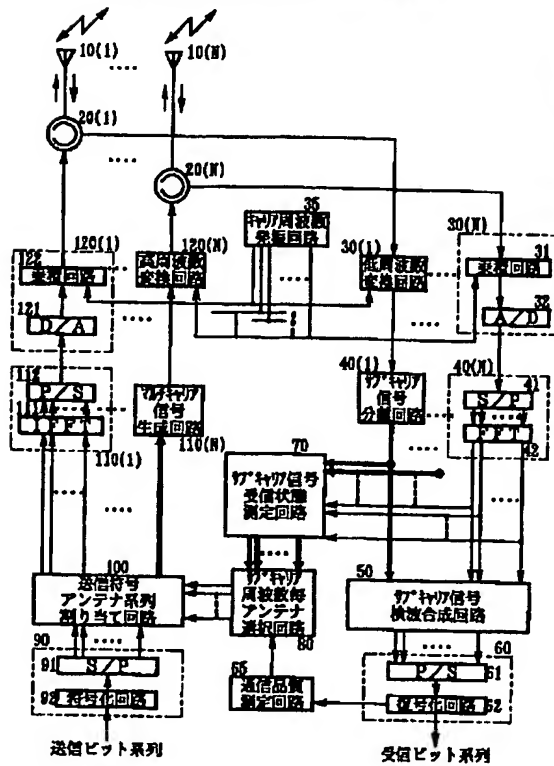 10(1)
10(N)
20(1)
20(N)
35
キャリア周波数
発振回路
30(N)
122
120(1)
120(N)
30(1)
31
乗積回路
高周波数
変換回路
低周波数
変換回路
乗積回路
32
121
D/A
A/D
40(1)
40(N)
112
P/S
マルチキャリア
信号
生成回路
サブキャリア
信号
分離回路
41
S/P
111
IFFT
FFT
42
110(1)
110(N)
70
サブキャリア信号
受信状態
測定回路
100
送信符号
アンテナ系列
割り当て回路
サブキャリア
周波数毎
アンテナ
選択回路
80
50
サブキャリア信号
検波合成回路
90
91
S/P
92
符号化回路
65
通信品質
測定回路
60
P/S
61
復号化回路
62
送信ビット系列
受信ビット系列